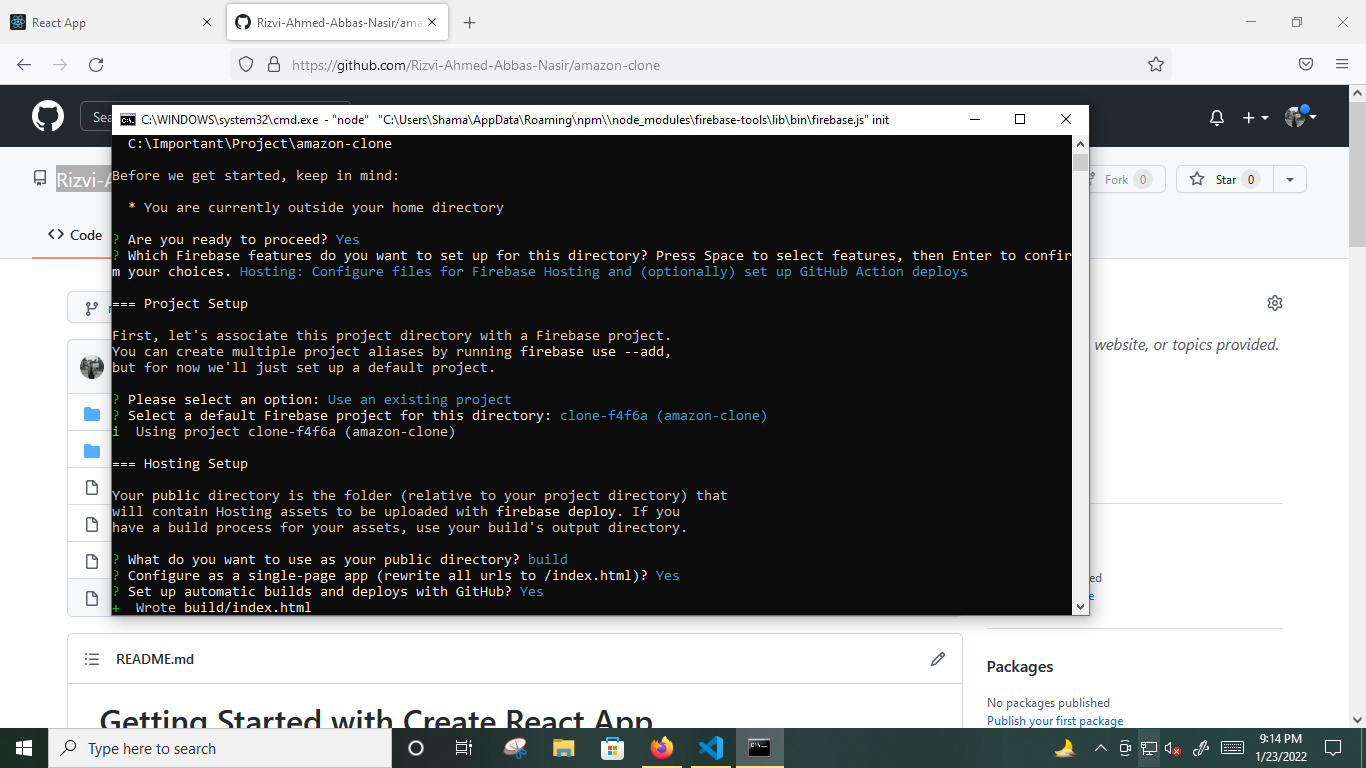 React App
Rizvi-Ahmed-Abbas-Nasir/ama
https://github.com/Rizvi-Ahmed-Abbas-Nasir/amazon-clone
Sea
C:\WINDOWS\system32\cmd.exe - "node" "C:\Users\Shama\AppData\Roaming\npm\\node_modules\firebase-tools\lib\bin\firebase.js" init
C:\Important\Project\amazon-clone
Before we get started, keep in mind:
* You are currently outside your home directory
? Are you ready to proceed? Yes
? Which Firebase features do you want to set up for this directory? Press Space to select features, then Enter to confir
m your choices. Hosting: Configure files for Firebase Hosting and (optionally) set up GitHub Action deploys
=== Project Setup
First, let's associate this project directory with a Firebase project.
You can create multiple project aliases by running firebase use --add,
but for now we'll just set up a default project.
? Please select an option: Use an existing project
? Select a default Firebase project for this directory: clone-f4f6a (amazon-clone)
i Using project clone-f4f6a (amazon-clone)
=== Hosting Setup
Your public directory is the folder (relative to your project directory) that
will contain Hosting assets to be uploaded with firebase deploy. If you
have a build process for your assets, use your build's output directory.
? What do you want to use as your public directory? build
? Configure as a single-page app (rewrite all urls to /index.html)? Yes
? Set up automatic builds and deploys with GitHub? Yes
+ Wrote build/index.html
Rizvi-A
Fork 0
Star 0
Code
website, or topics provided.
README.md
Getting Started with Create React App
Packages
No packages published
Publish your first package
Type here to search
9:14 PM
1/23/2022